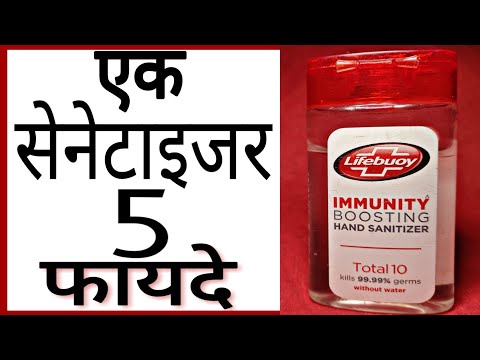 एक
सेनेटाइजर
5
फायदे
Lifebuoy
IMMUNITY
BOOSTING
HAND SANITIZER
Total 10
kills 99.99% germs
without water